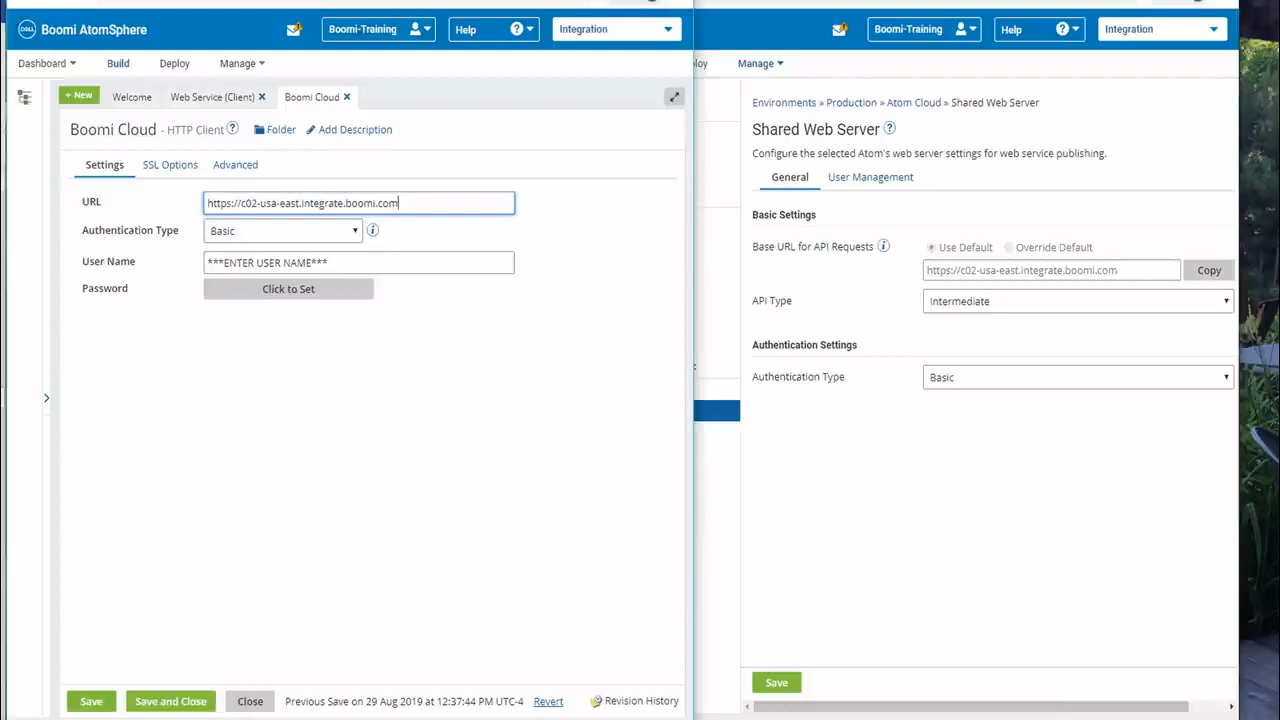 DELL Boomi AtomSphere
Boomi-Training
Help
Integration
Dashboard
Build
Deploy
Manage
+ New
Welcome
Web Service (Client)
Boomi Cloud
Boomi Cloud - HTTP Client
Folder
Add Description
Settings
SSL Options
Advanced
URL
https://c02-usa-east.integrate.boomi.com
Authentication Type
Basic
User Name
***ENTER USER NAME***
Password
Click to Set
Save
Save and Close
Close
Previous Save on 29 Aug 2019 at 12:37:44 PM UTC-4
Revert
Revision History
Boomi-Training
Help
Integration
loy
Manage
Environments » Production » Atom Cloud » Shared Web Server
Shared Web Server
Configure the selected Atom's web server settings for web service publishing.
General
User Management
Basic Settings
Base URL for API Requests
Use Default
Override Default
https://c02-usa-east.integrate.boomi.com
Copy
API Type
Intermediate
Authentication Settings
Authentication Type
Basic
Save